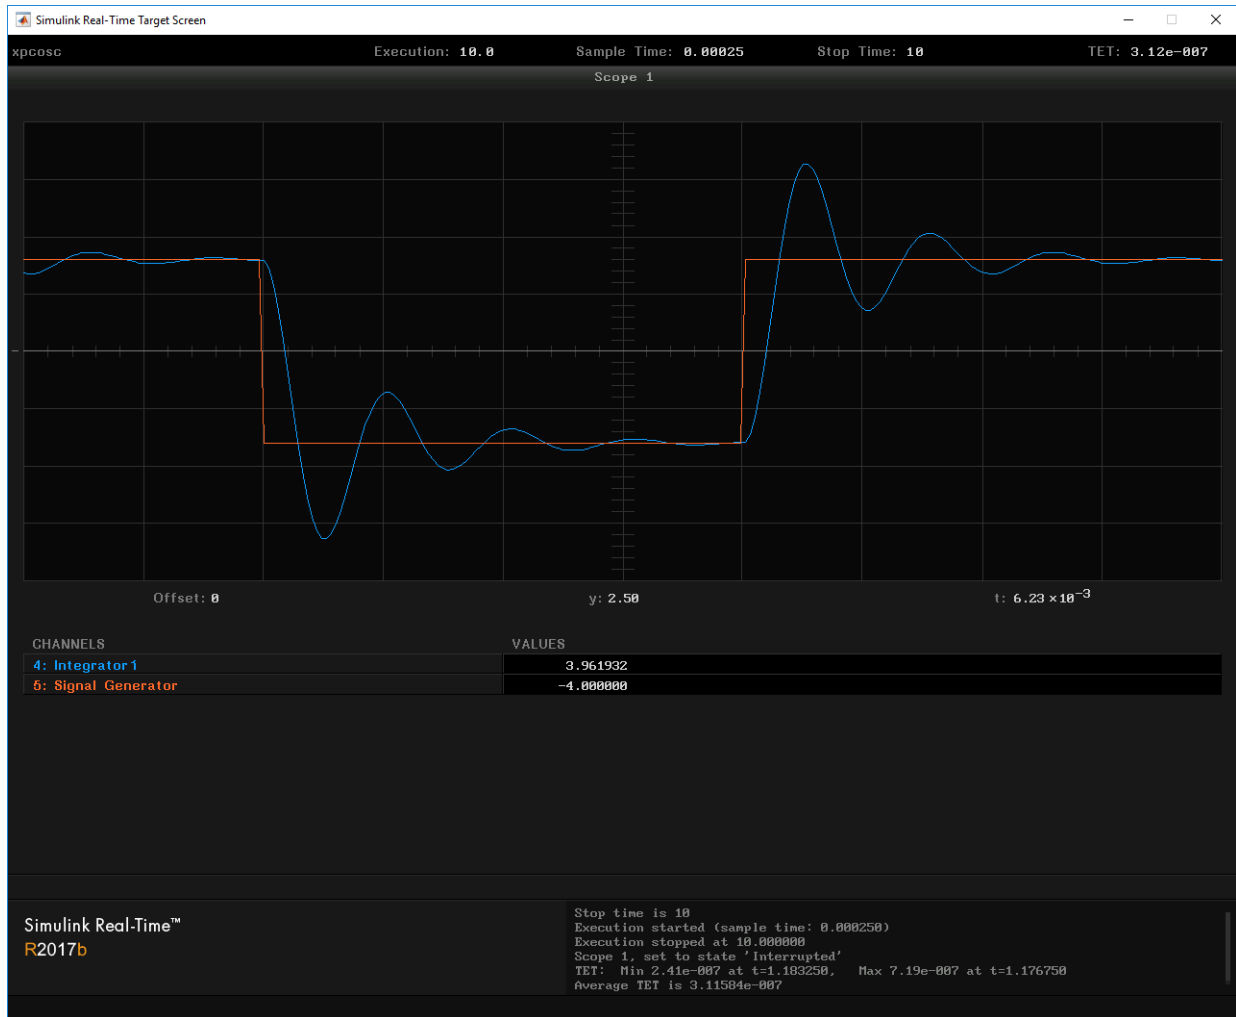 Simulink Real-Time Target Screen
xpcosc Execution: 10.0 Sample Time: 0.00025 Stop Time: 10 TET: 3.12e-007
Scope 1
Offset: 0 y: 2.50 t: 6.23 ×10⁻³
CHANNELS VALUES
4: Integrator1 3.961932
5: Signal Generator -4.000000
Simulink Real-Time™
R2017b
Stop time is 10
Execution started (sample time: 0.000250)
Execution stopped at 10.000000
Scope 1, set to state 'Interrupted'
TET: Min 2.41e-007 at t=1.183250, Max 7.19e-007 at t=1.176750
Average TET is 3.11584e-007